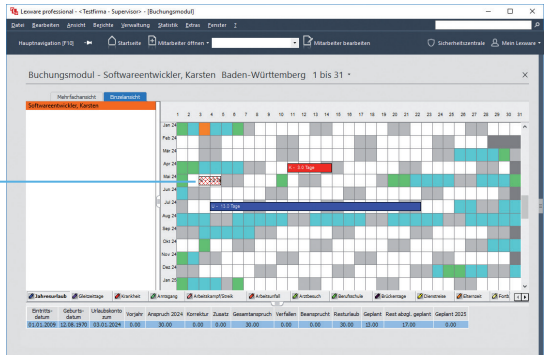 Lexware professional - <Testfirma - Supervisor> - [Buchungsmodul]
Datei Bearbeiten Ansicht Berichte Verwaltung Statistik Extras Fenster ?
Hauptnavigation [F10] Startseite Mitarbeiter öffnen Mitarbeiter bearbeiten Sicherheitszentrale Mein Lexware
Buchungsmodul - Softwareentwickler, Karsten Baden-Württemberg 1 bis 31
Mehrfachansicht Einzelansicht
Softwareentwickler, Karsten
1 2 3 4 5 6 7 8 9 10 11 12 13 14 15 16 17 18 19 20 21 22 23 24 25 26 27 28 29 30 31
Jan 24
Feb 24
Mär 24
Apr 24 K - 3.0 Tage
Mai 24
Jun 24
Jul 24 U - 13.0 Tage
Aug 24
Sep 24
Okt 24
Nov 24
Dez 24
Jan 25
Jahresurlaub Gleitzeittage Krankheit Amtsgang Arbeitskampf/Streik Arbeitsunfall Arztbesuch Berufsschule Brückentage Dienstreise Elternzeit Fortb.
Eintritts-datum Geburts-datum Urlaubskonto zum Vorjahr Anspruch 2024 Korrektur Zusatz Gesamtanspruch Verfallen Beansprucht Resturlaub Geplant Rest abzgl. geplant Geplant 2025
01.01.2009 12.08.1970 03.01.2024 0.00 30.00 0.00 0.00 30.00 0.00 0.00 30.00 13.00 17.00 0.00